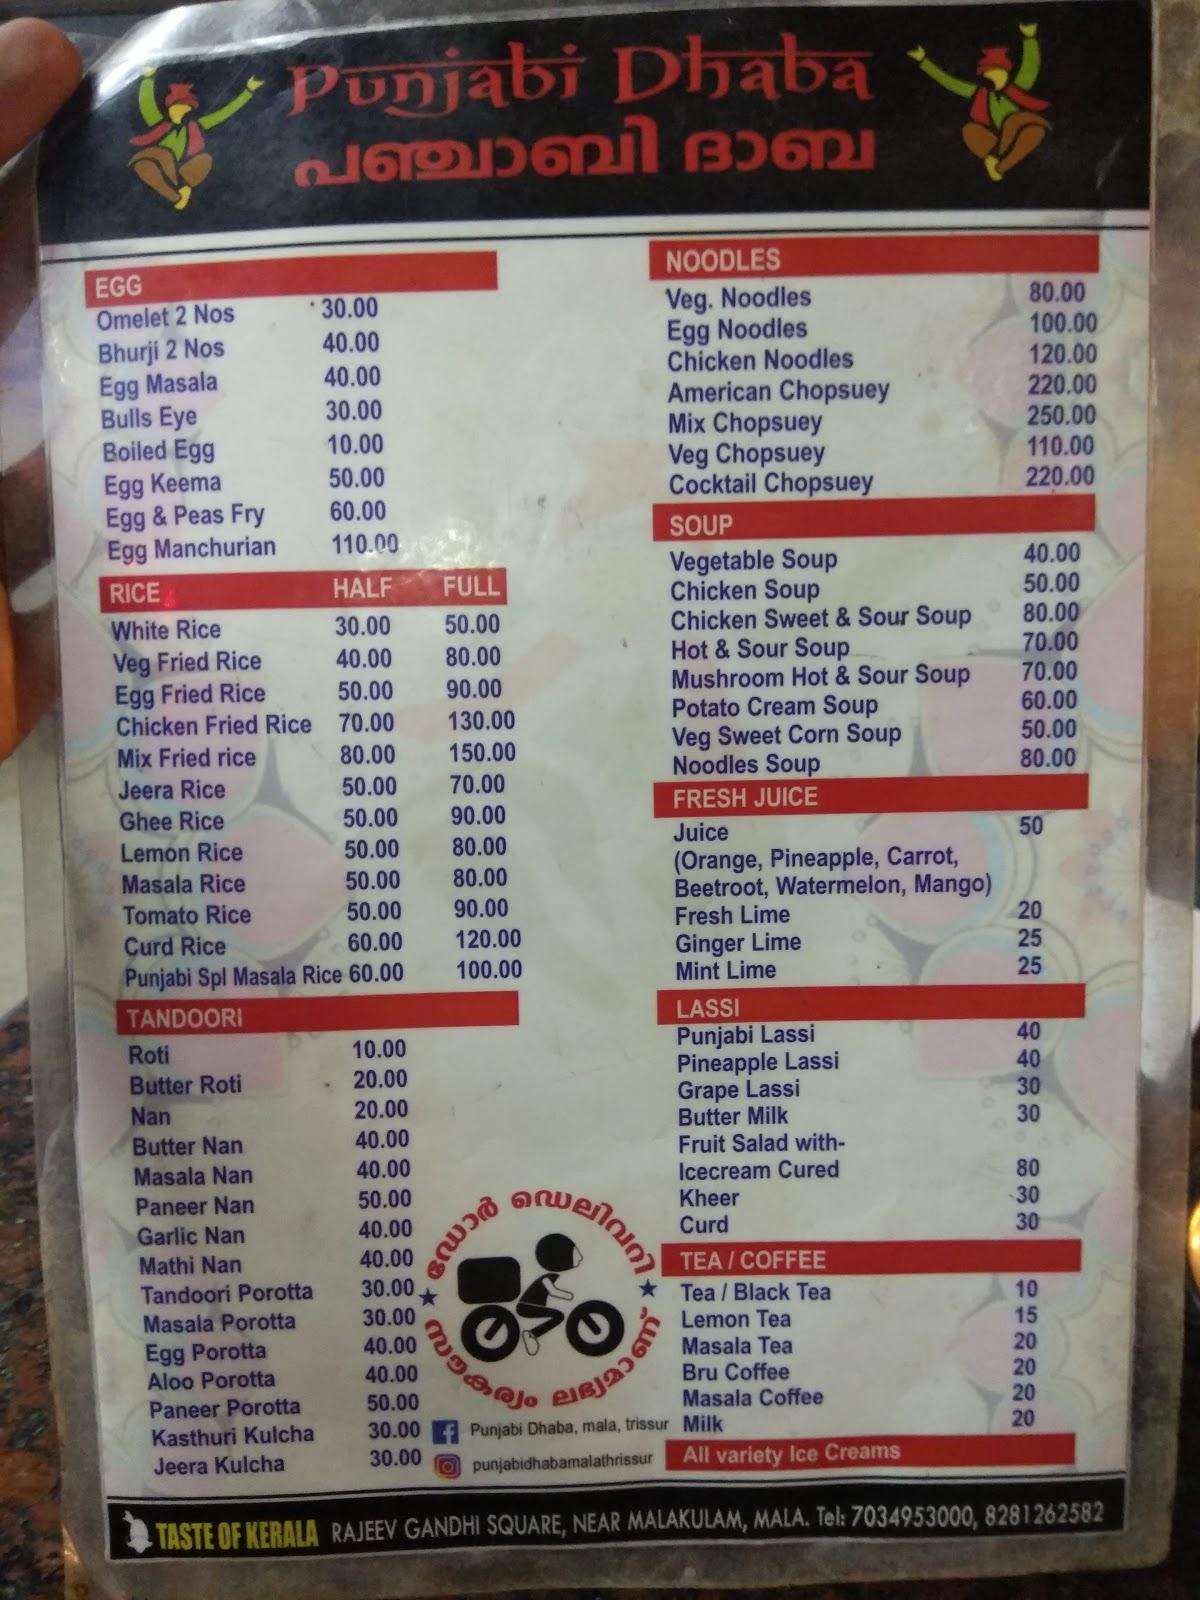 Punjabi Dhaba
പഞ്ചാബി ദാബ
EGG
Omelet 2 Nos 30.00
Bhurji 2 Nos 40.00
Egg Masala 40.00
Bulls Eye 30.00
Boiled Egg 10.00
Egg Keema 50.00
Egg & Peas Fry 60.00
Egg Manchurian 110.00
RICE HALF FULL
White Rice 30.00 50.00
Veg Fried Rice 40.00 80.00
Egg Fried Rice 50.00 90.00
Chicken Fried Rice 70.00 130.00
Mix Fried rice 80.00 150.00
Jeera Rice 50.00 70.00
Ghee Rice 50.00 90.00
Lemon Rice 50.00 80.00
Masala Rice 50.00 80.00
Tomato Rice 50.00 90.00
Curd Rice 60.00 120.00
Punjabi Spl Masala Rice 60.00 100.00
TANDOORI
Roti 10.00
Butter Roti 20.00
Nan 20.00
Butter Nan 40.00
Masala Nan 40.00
Paneer Nan 50.00
Garlic Nan 40.00
Mathi Nan 40.00
Tandoori Porotta 30.00
Masala Porotta 30.00
Egg Porotta 40.00
Aloo Porotta 40.00
Paneer Porotta 50.00
Kasthuri Kulcha 30.00
Jeera Kulcha 30.00
ഡോർ ഡെലിവറി
സൗകര്യം ലഭ്യമാണ്
Punjabi Dhaba, mala, trissur
punjabidhabamalathrissur
NOODLES
Veg. Noodles 80.00
Egg Noodles 100.00
Chicken Noodles 120.00
American Chopsuey 220.00
Mix Chopsuey 250.00
Veg Chopsuey 110.00
Cocktail Chopsuey 220.00
SOUP
Vegetable Soup 40.00
Chicken Soup 50.00
Chicken Sweet & Sour Soup 80.00
Hot & Sour Soup 70.00
Mushroom Hot & Sour Soup 70.00
Potato Cream Soup 60.00
Veg Sweet Corn Soup 50.00
Noodles Soup 80.00
FRESH JUICE
Juice 50
(Orange, Pineapple, Carrot,
Beetroot, Watermelon, Mango)
Fresh Lime 20
Ginger Lime 25
Mint Lime 25
LASSI
Punjabi Lassi 40
Pineapple Lassi 40
Grape Lassi 30
Butter Milk 30
Fruit Salad with-
Icecream Cured 80
Kheer 30
Curd 30
TEA / COFFEE
Tea / Black Tea 10
Lemon Tea 15
Masala Tea 20
Bru Coffee 20
Masala Coffee 20
Milk 20
All variety Ice Creams
TASTE OF KERALA RAJEEV GANDHI SQUARE, NEAR MALAKULAM, MALA. Tel: 7034953000, 8281262582